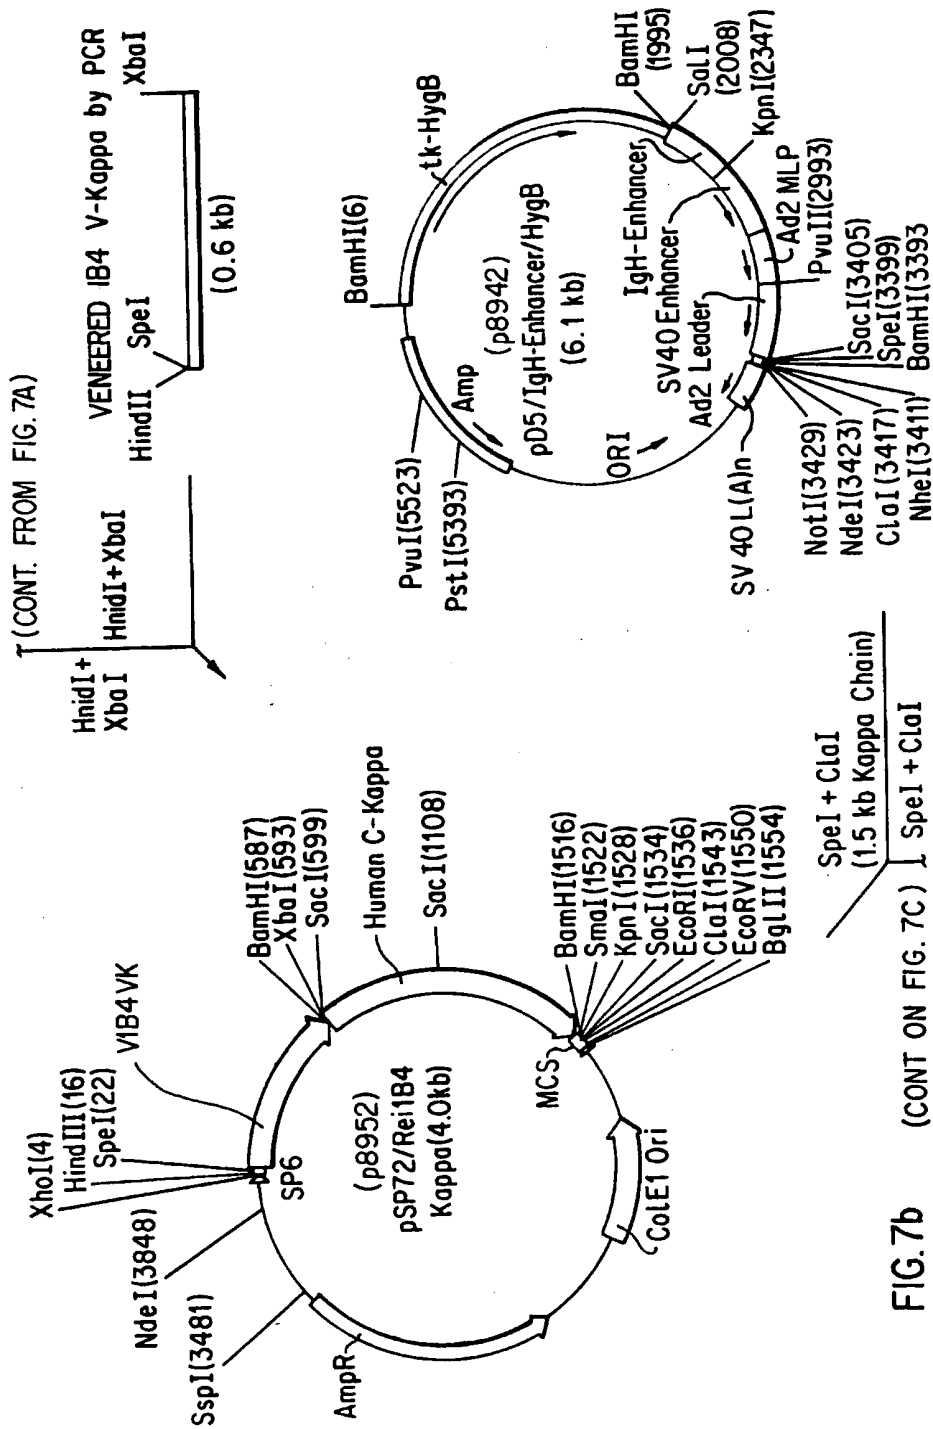 (CONT. FROM FIG. 7A)
HnidI+
XbaI
HnidI+XbaI
VENEERED IB4 V-Kappa by PCR
HindII
SpeI
XbaI
(0.6 kb)
XhoI(4)
HindIII(16)
SpeI(22)
NdeI(3848)
SspI(3481)
V1B4VK
SP6
BamHI(587)
XbaI(593)
SacI(599)
Human C-Kappa
SacI(1108)
(p8952)
pSP72/Rei1B4
Kappa(4.0kb)
AmpR
ColE1 Ori
MCS
BamHI(1516)
SmaI(1522)
KpnI(1528)
SacI(1534)
EcoRI(1536)
ClaI(1543)
EcoRV(1550)
BglII(1554)
BamHI(6)
tk-HygB
PvuI(5523)
PstI(5393)
Amp
(p8942)
pD5/IgH-Enhancer/HygB
(6.1 kb)
ORI
IgH-Enhancer
SV40 Enhancer
Ad2 Leader
BamHI
(1995)
SalI
(2008)
KpnI(2347)
Ad2 MLP
PvuII(2993)
SV40L(A)n
NotI(3429)
NdeI(3423)
ClaI(3417)
NheI(3411)
SacI(3405)
SpeI(3399)
BamHI(3393
SpeI + ClaI
(1.5 kb Kappa Chain)
SpeI + ClaI
(CONT ON FIG. 7C)
FIG.7b